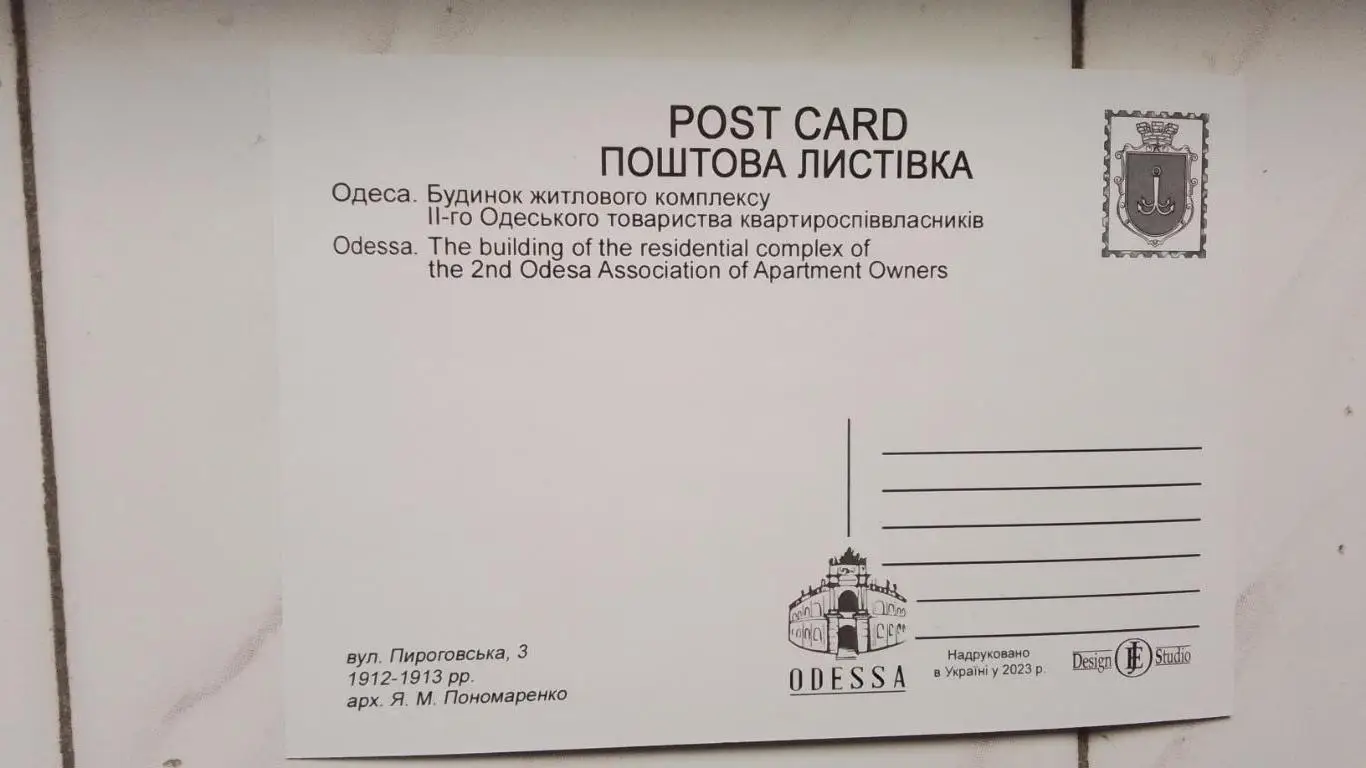 POST CARD
ПОШТОВА ЛИСТІВКА
Одеса. Будинок житлового комплексу
ІІ-го Одеського товариства квартироспіввласників
Odessa. The building of the residential complex of
the 2nd Odesa Association of Apartment Owners
вул. Пироговська, 3
1912-1913 рр.
арх. Я. М. Пономаренко
ODESSA
Надруковано
в Україні у 2023 р.
Design Studio